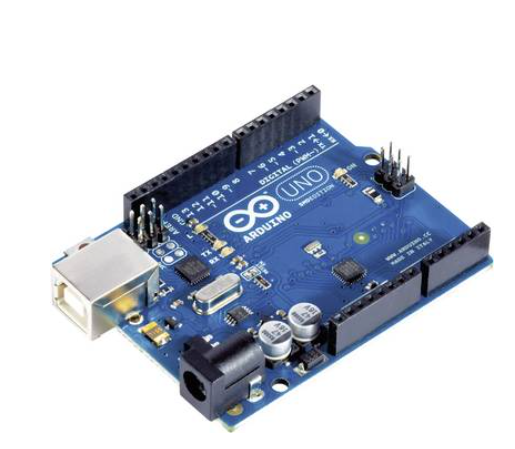 AREF
GND
13
12
~11
~10
~9
8
7
~6
~5
4
~3
2
TX→1
RX←0
DIGITAL (PWM~)
UNO
ARDUINO
SMD EDITION
TX
RX
ON
WWW.ARDUINO.CC
MADE IN ITALY